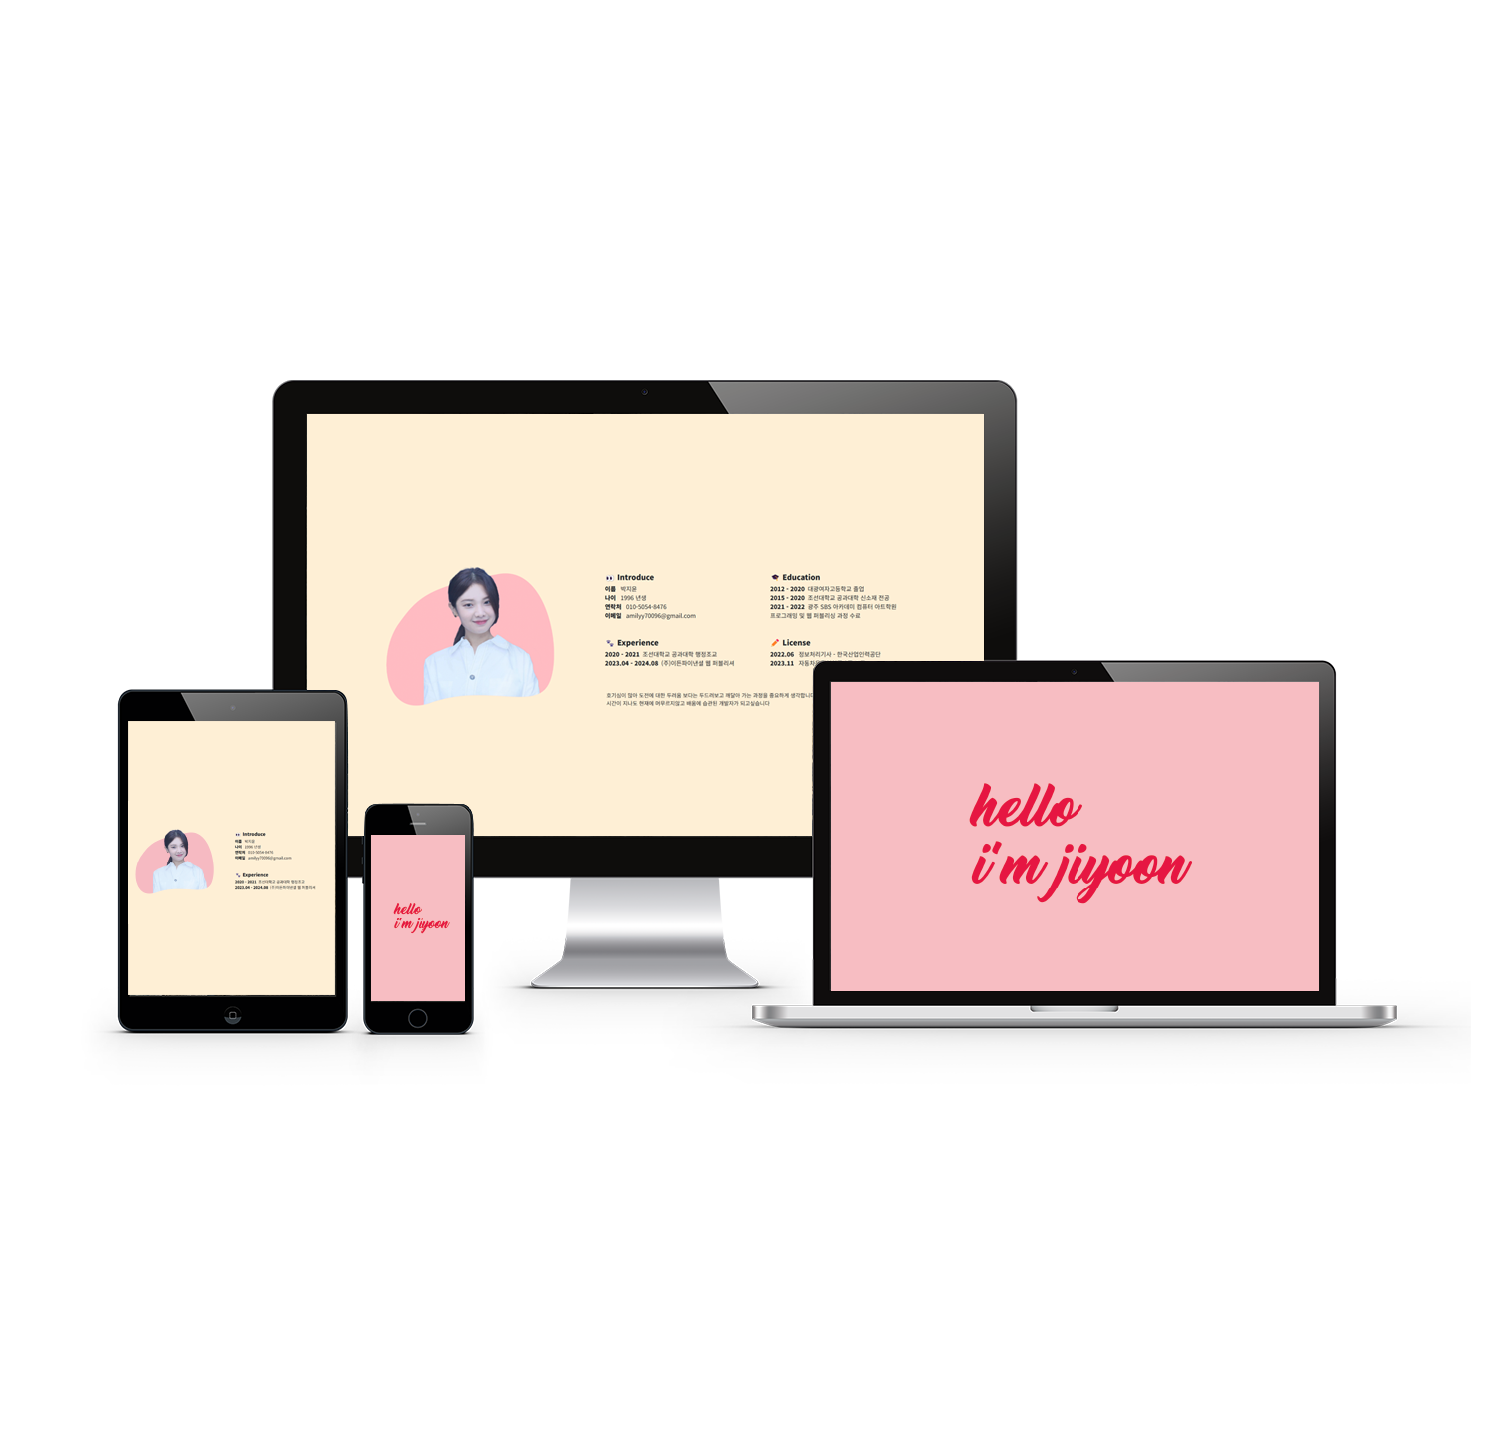 Introduce
이름 박지윤
나이 1996 년생
연락처 010-5054-8476
이메일 amilyy70096@gmail.com
Education
2012 - 2020 대광여자고등학교 졸업
2015 - 2020 조선대학교 공과대학 신소재 전공
2021 - 2022 광주 SBS 아카데미 컴퓨터 아트학원
프로그래밍 및 웹 퍼블리싱 과정 수료
Experience
2020 - 2021 조선대학교 공과대학 행정조교
2023.04 - 2024.08 (주)이든파이낸셜 웹 퍼블리셔
License
2022.06 정보처리기사 - 한국산업인력공단
2023.11
호기심이 많아 도전에 대한 두려움 보다는 두드려보고 깨달아 가는 과정을 중요하게 생각합니다
시간이 지나도 현재에 머무르지않고 배움에 습관된 개발자가 되고싶습니다
Introduce
이름 박지윤
나이 1996 년생
연락처 010-5054-8476
이메일 amilyy70096@gmail.com
Experience
2020 - 2021 조선대학교 공과대학 행정조교
2023.04 - 2024.08 (주)이든파이낸셜 웹 퍼블리셔
hello
i'm jiyoon
hello
i'm jiyoon